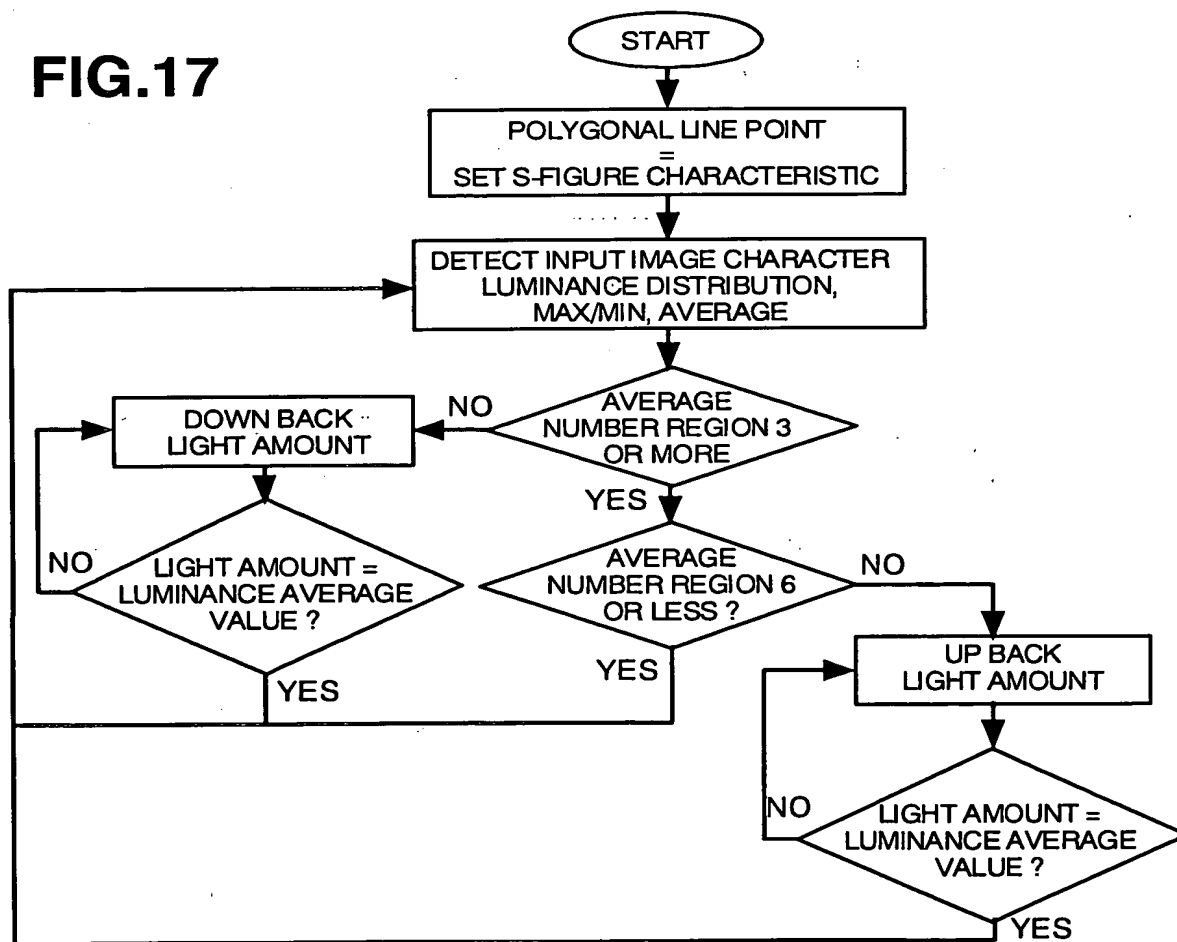 FIG.17
START
POLYGONAL LINE POINT
=
SET S-FIGURE CHARACTERISTIC
DETECT INPUT IMAGE CHARACTER
LUMINANCE DISTRIBUTION,
MAX/MIN, AVERAGE
AVERAGE
NUMBER REGION 3
OR MORE
NO
DOWN BACK
LIGHT AMOUNT
YES
NO
LIGHT AMOUNT =
LUMINANCE AVERAGE
VALUE ?
YES
AVERAGE
NUMBER REGION 6
OR LESS ?
NO
YES
UP BACK
LIGHT AMOUNT
NO
LIGHT AMOUNT =
LUMINANCE AVERAGE
VALUE ?
YES